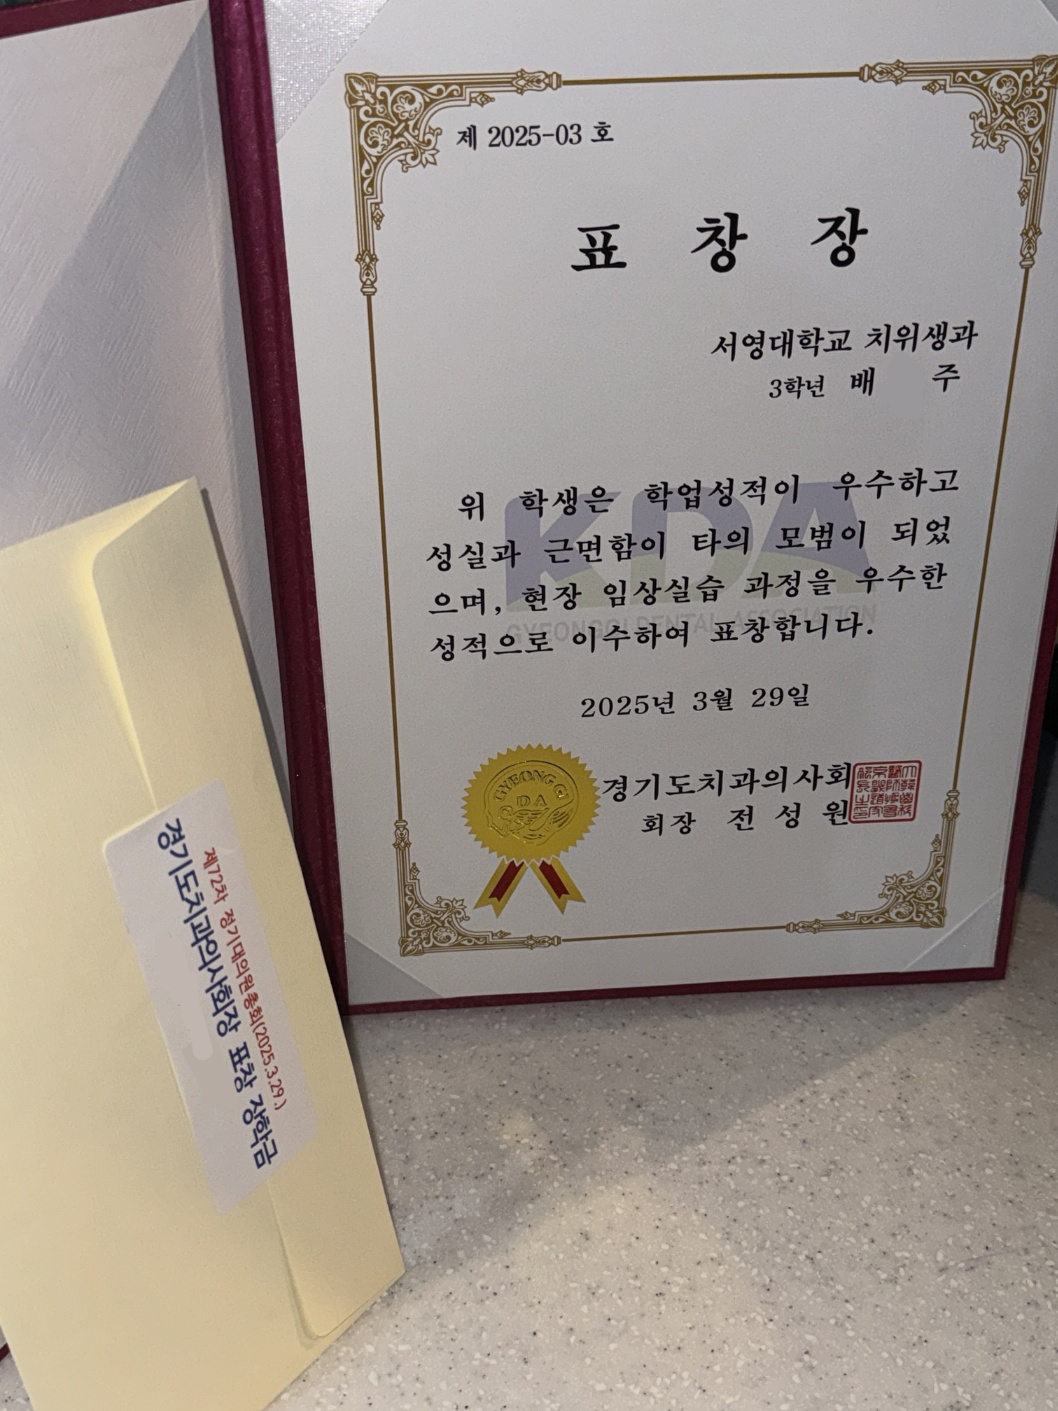 제 2025-03 호
표 창 장
서영대학교 치위생과
3학년 배 주
위 학생은 학업성적이 우수하고
성실과 근면함이 타의 모범이 되었
으며, 현장 임상실습 과정을 우수한
성적으로 이수하여 표창합니다.
KDA
GYEONGGI DENTAL ASSOCIATION
2025년 3월 29일
GYEONGGI
DA
경기도치과의사회
회장 전 성 원
제72차 정기대의원총회(2025.3.29.)
경기도치과의사회장 표창 장학금